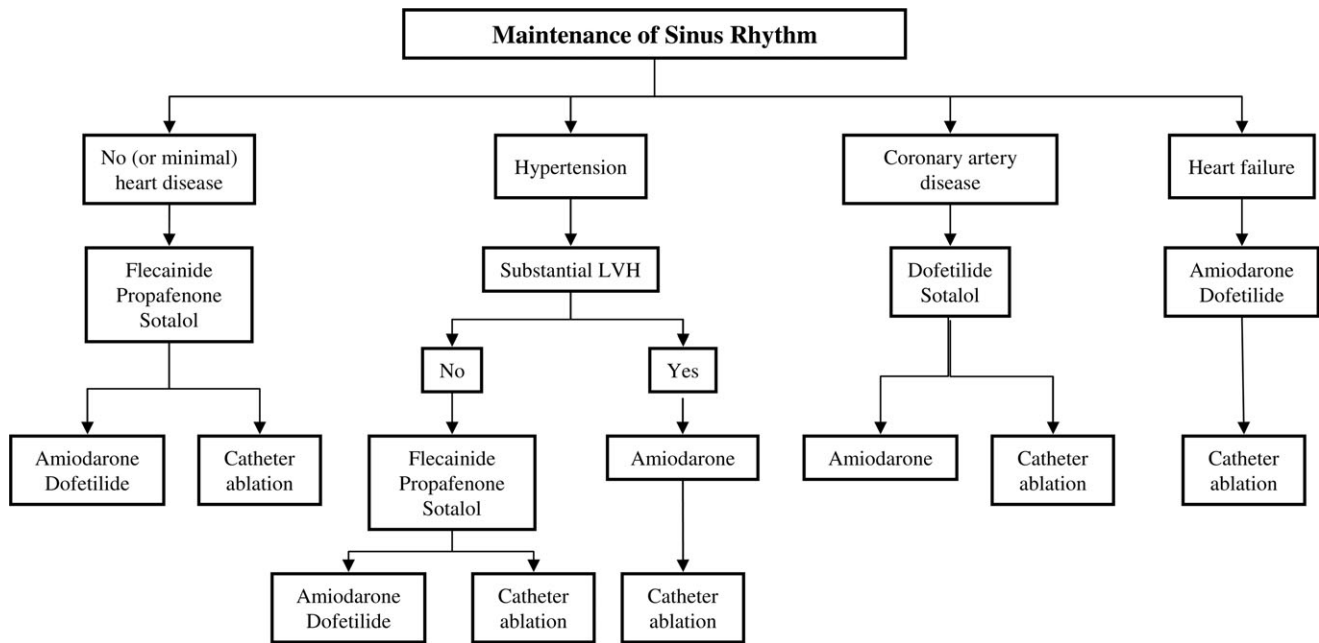 Maintenance of Sinus Rhythm
No (or minimal)
heart disease
Hypertension
Coronary artery
disease
Heart failure
Flecainide
Propafenone
Sotalol
Substantial LVH
Dofetilide
Sotalol
Amiodarone
Dofetilide
No
Yes
Amiodarone
Dofetilide
Catheter
ablation
Flecainide
Propafenone
Sotalol
Amiodarone
Amiodarone
Catheter
ablation
Catheter
ablation
Amiodarone
Dofetilide
Catheter
ablation
Catheter
ablation